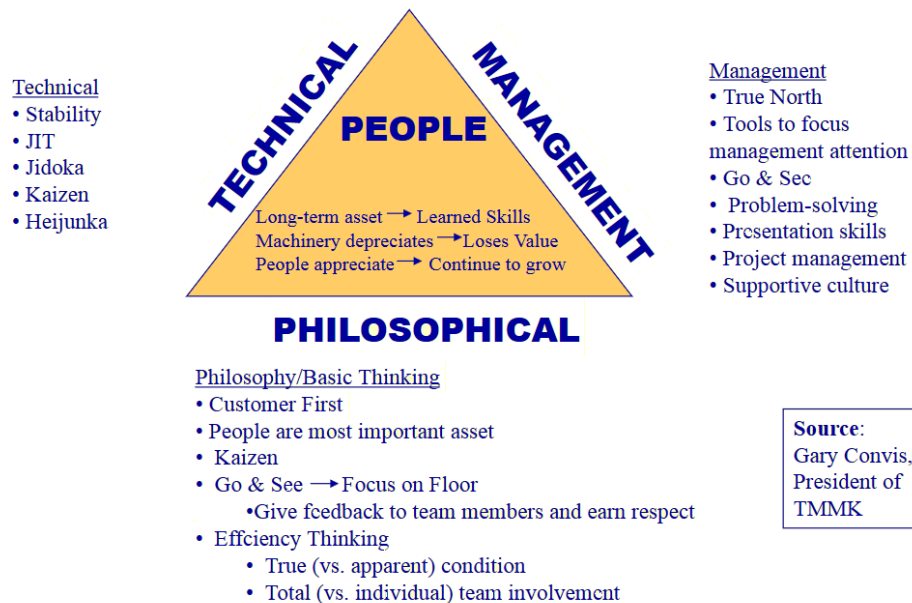 TECHNICAL
MANAGEMENT
PEOPLE
Long-term asset → Learned Skills
Machinery depreciates → Loses Value
People appreciate → Continue to grow
PHILOSOPHICAL
Technical
• Stability
• JIT
• Jidoka
• Kaizen
• Heijunka
Management
• True North
• Tools to focus
management attention
• Go & See
• Problem-solving
• Presentation skills
• Project management
• Supportive culture
Philosophy/Basic Thinking
• Customer First
• People are most important asset
• Kaizen
• Go & See → Focus on Floor
•Give feedback to team members and earn respect
• Effciency Thinking
• True (vs. apparent) condition
• Total (vs. individual) team involvement
Source:
Gary Convis,
President of
TMMK